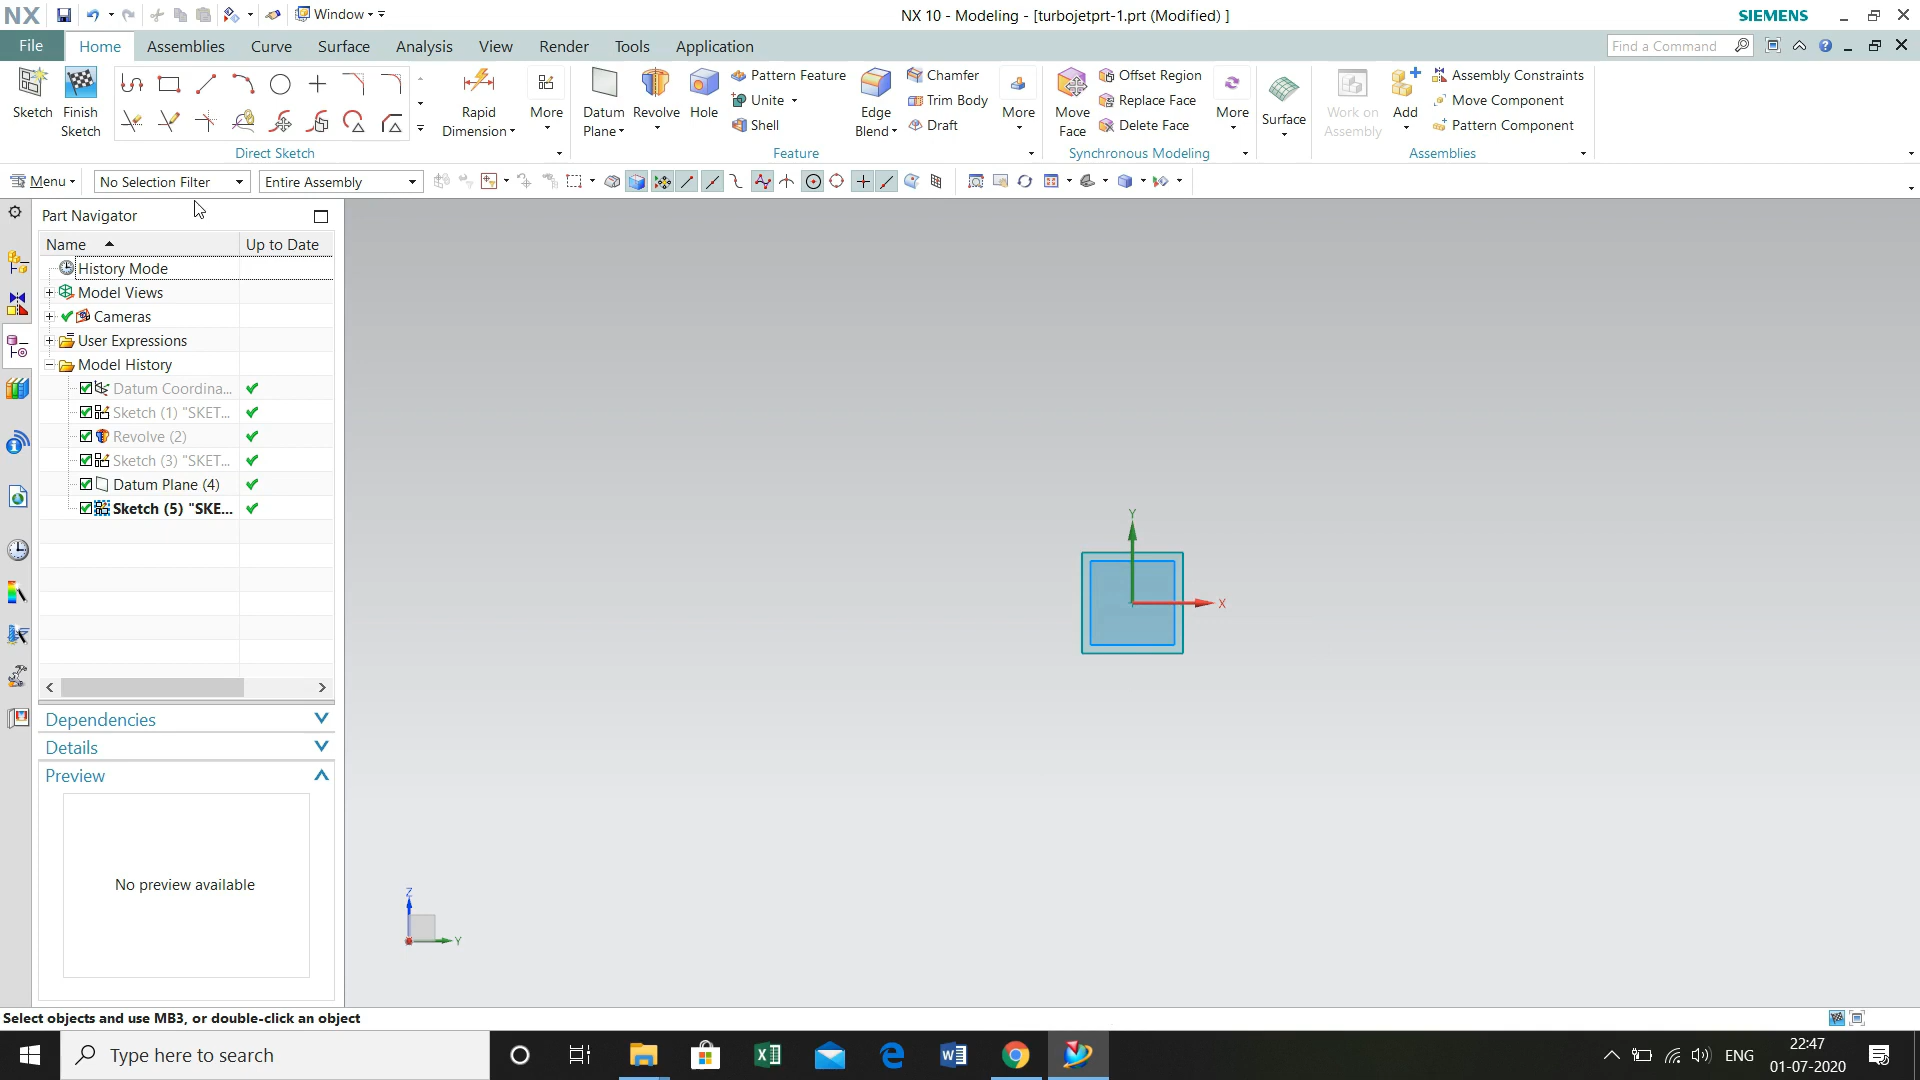 NX Window NX 10 - Modeling - [turbojetprt-1.prt (Modified) ] SIEMENS
File Home Assemblies Curve Surface Analysis View Render Tools Application Find a Command
Sketch Finish Sketch Direct Sketch
Rapid Dimension More
Datum Plane Revolve Hole Pattern Feature Unite Shell Edge Blend Chamfer Trim Body Draft More Feature
Move Face Offset Region Replace Face Delete Face More Synchronous Modeling
Surface
Work on Assembly Add Assembly Constraints Move Component Pattern Component Assemblies
Menu No Selection Filter Entire Assembly
Part Navigator
Name Up to Date
History Mode
Model Views
Cameras
User Expressions
Model History
Datum Coordina...
Sketch (1) "SKET...
Revolve (2)
Sketch (3) "SKET...
Datum Plane (4)
Sketch (5) "SKE...
Y
X
Dependencies
Details
Preview
No preview available
Z
Y
Select objects and use MB3, or double-click an object
Type here to search
ENG
22:47
01-07-2020